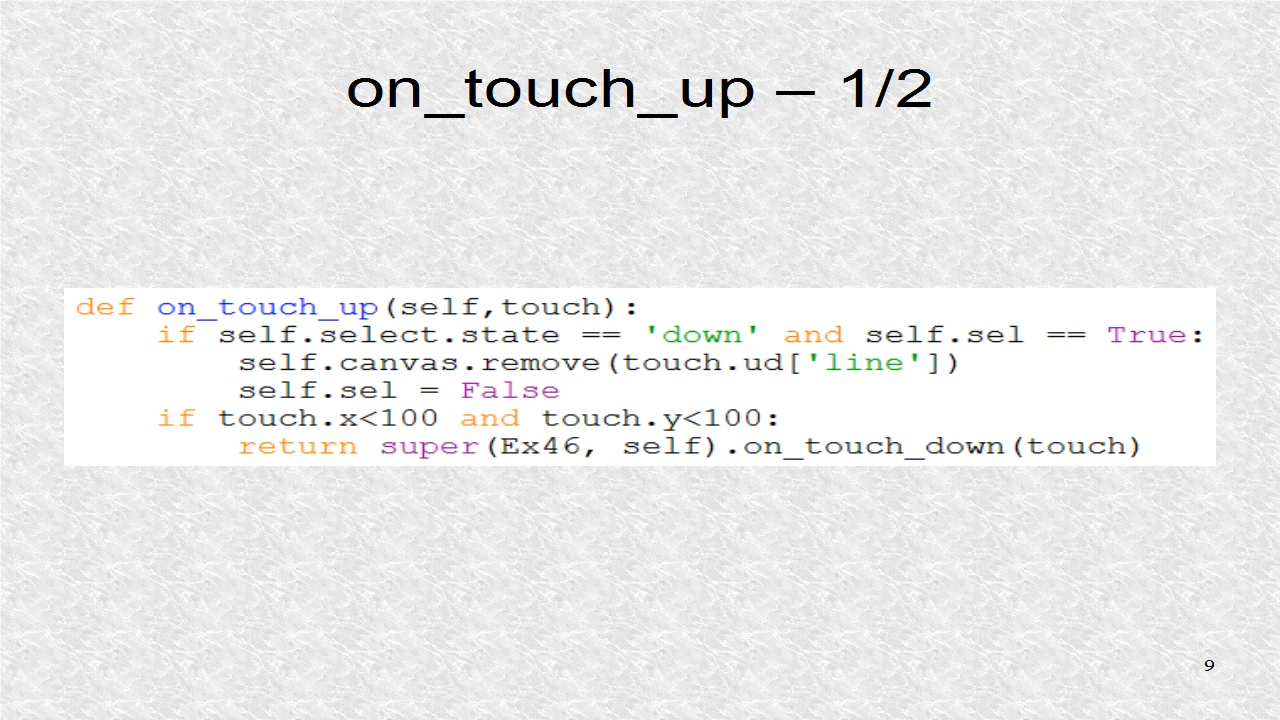 on_touch_up – 1/2
def on_touch_up(self,touch):
    if self.select.state == 'down' and self.sel == True:
        self.canvas.remove(touch.ud['line'])
        self.sel = False
    if touch.x<100 and touch.y<100:
        return super(Ex46, self).on_touch_down(touch)
9